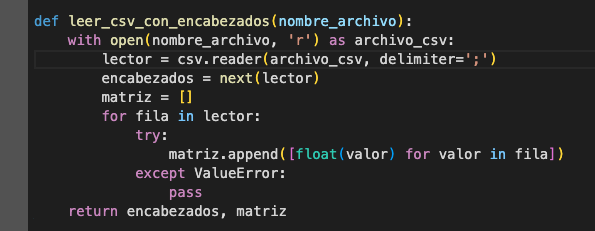 def leer_csv_con_encabezados(nombre_archivo):
    with open(nombre_archivo, 'r') as archivo_csv:
        lector = csv.reader(archivo_csv, delimiter=';')
        encabezados = next(lector)
        matriz = []
        for fila in lector:
            try:
                matriz.append([float(valor) for valor in fila])
            except ValueError:
                pass
    return encabezados, matriz